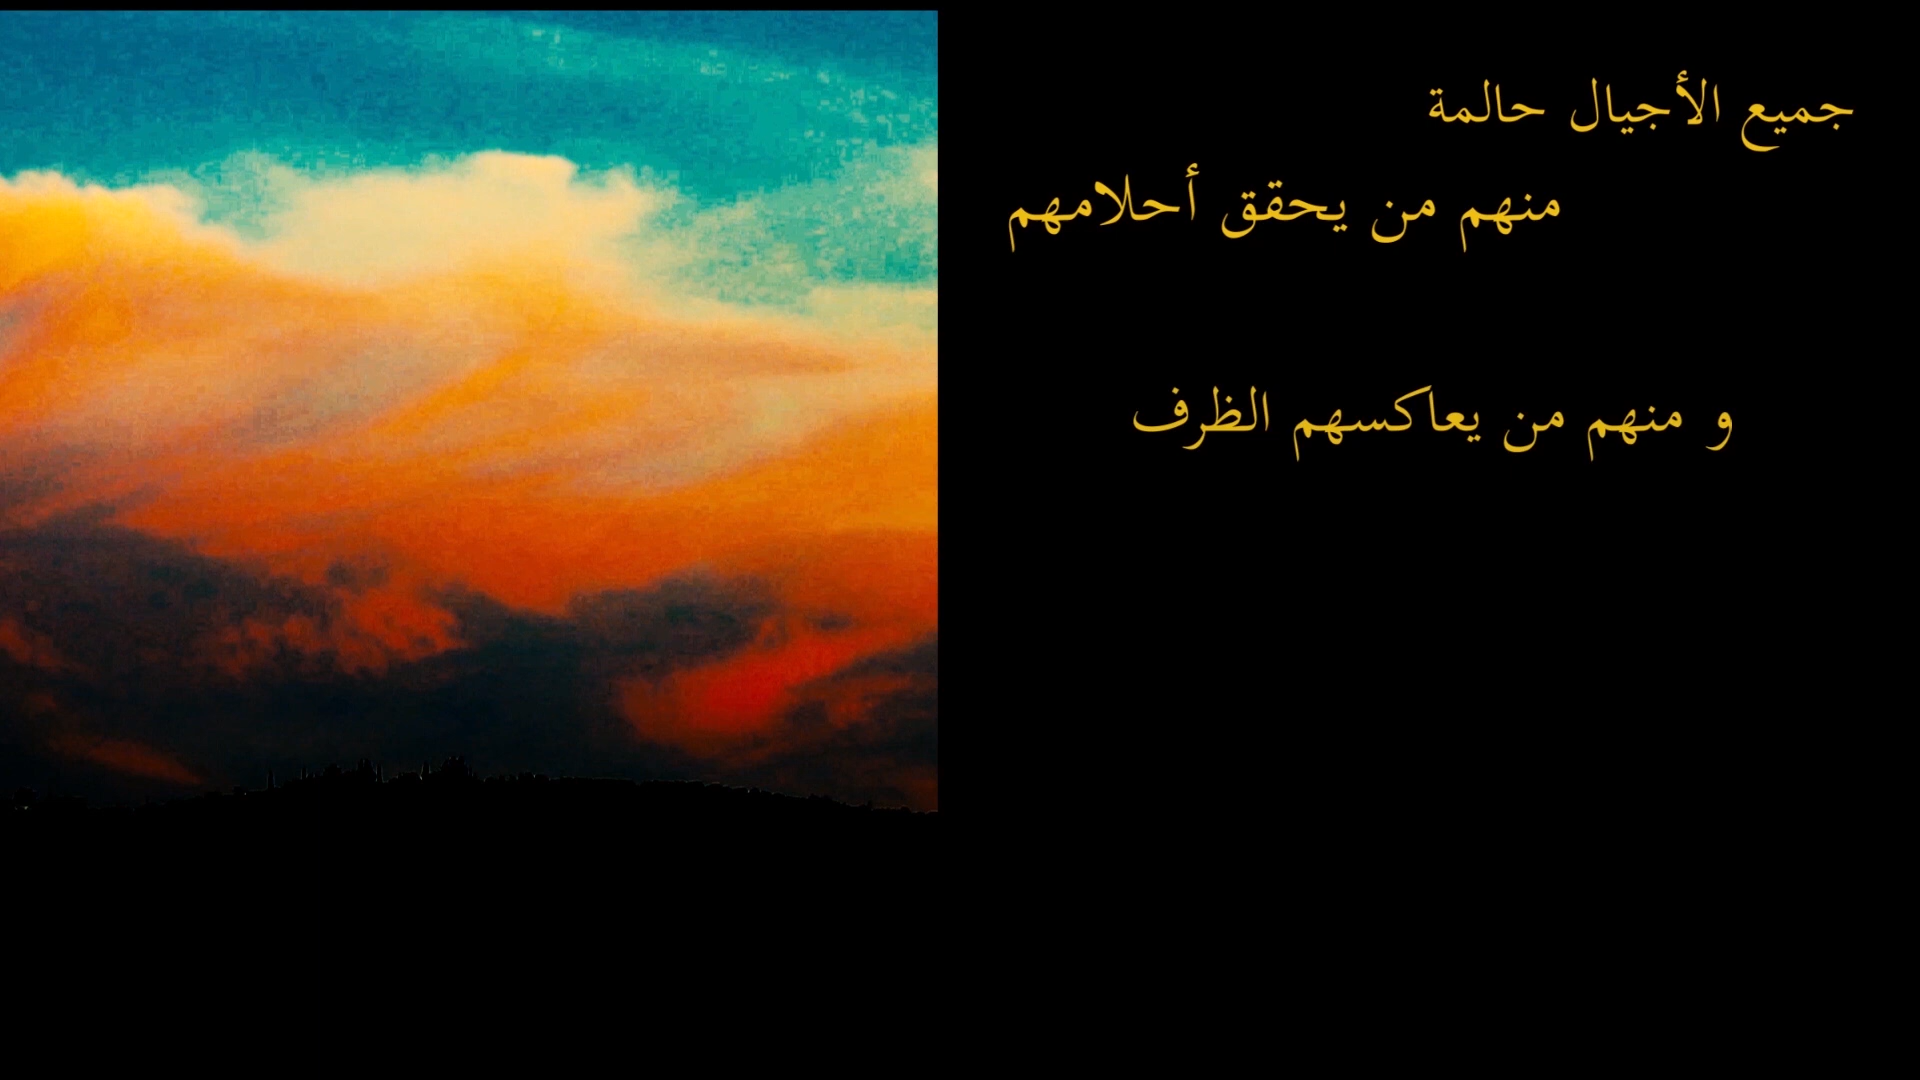 جميع الأجيال حالمة
منهم من يحقق أحلامهم
و منهم من يعاكسهم الظرف